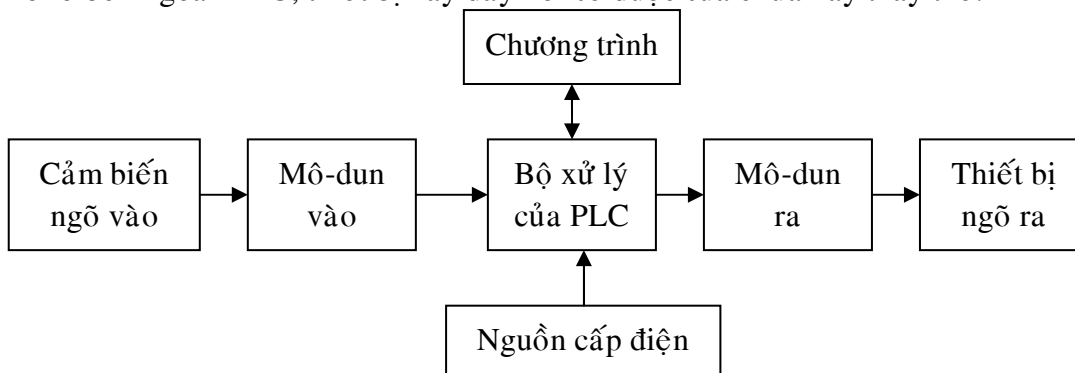 Chương trình
Cảm biến
ngõ vào
Mô-dun
vào
Bộ xử lý
của PLC
Mô-dun
ra
Thiết bị
ngõ ra
Nguồn cấp điện